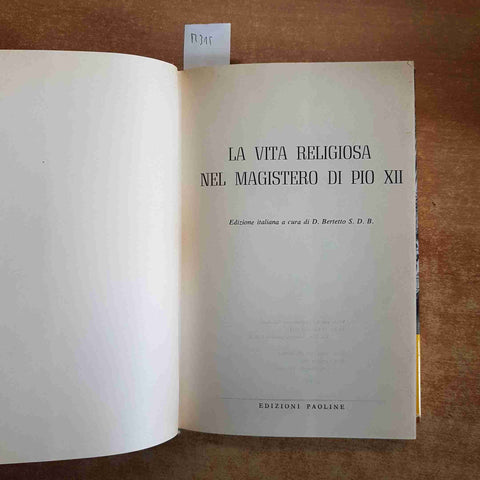 LA VITA RELIGIOSA
NEL MAGISTERO DI PIO XII
Edizione italiana a cura di D. Bertetto S. D. B.
EDIZIONI PAOLINE